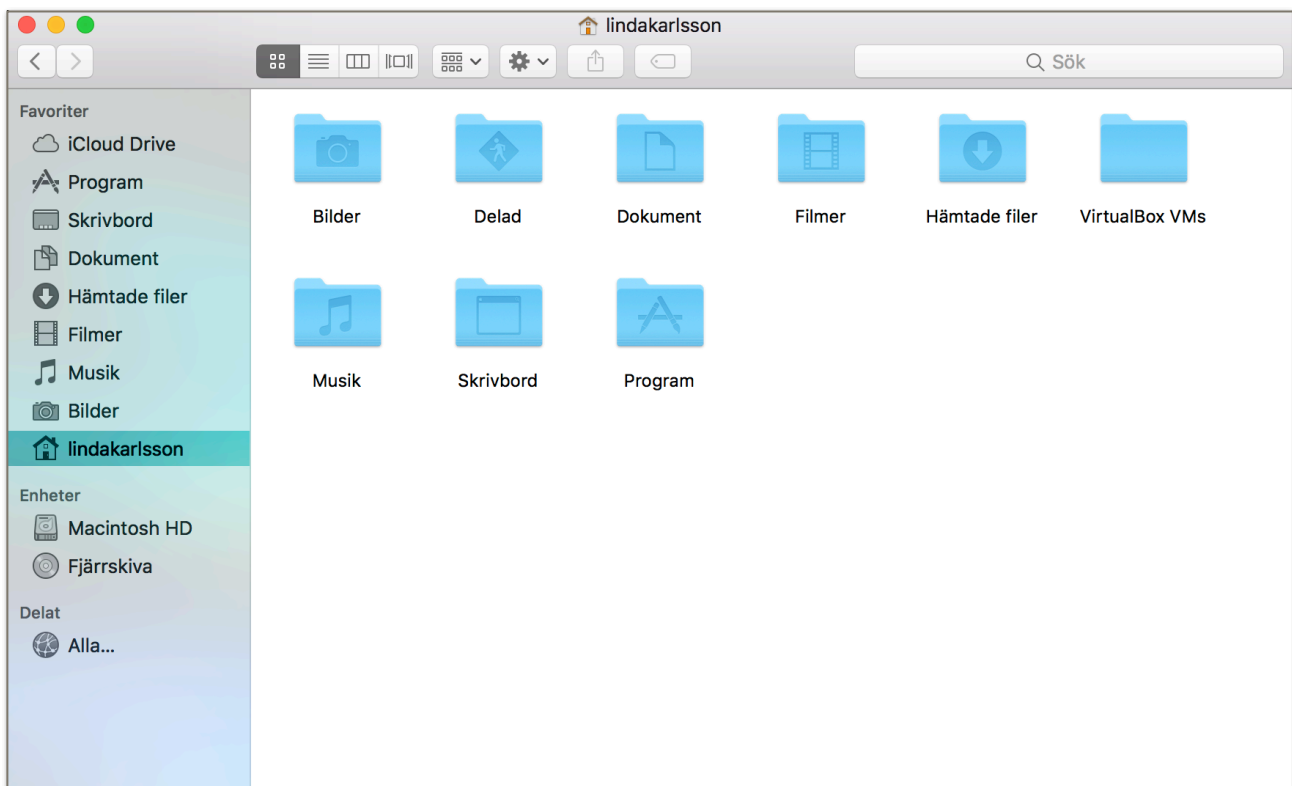 lindakarlsson
Sök
Favoriter
iCloud Drive
Program
Skrivbord
Dokument
Hämtade filer
Filmer
Musik
Bilder
lindakarlsson
Enheter
Macintosh HD
Fjärrskiva
Delat
Alla...
Bilder Delad Dokument Filmer Hämtade filer VirtualBox VMs
Musik Skrivbord Program